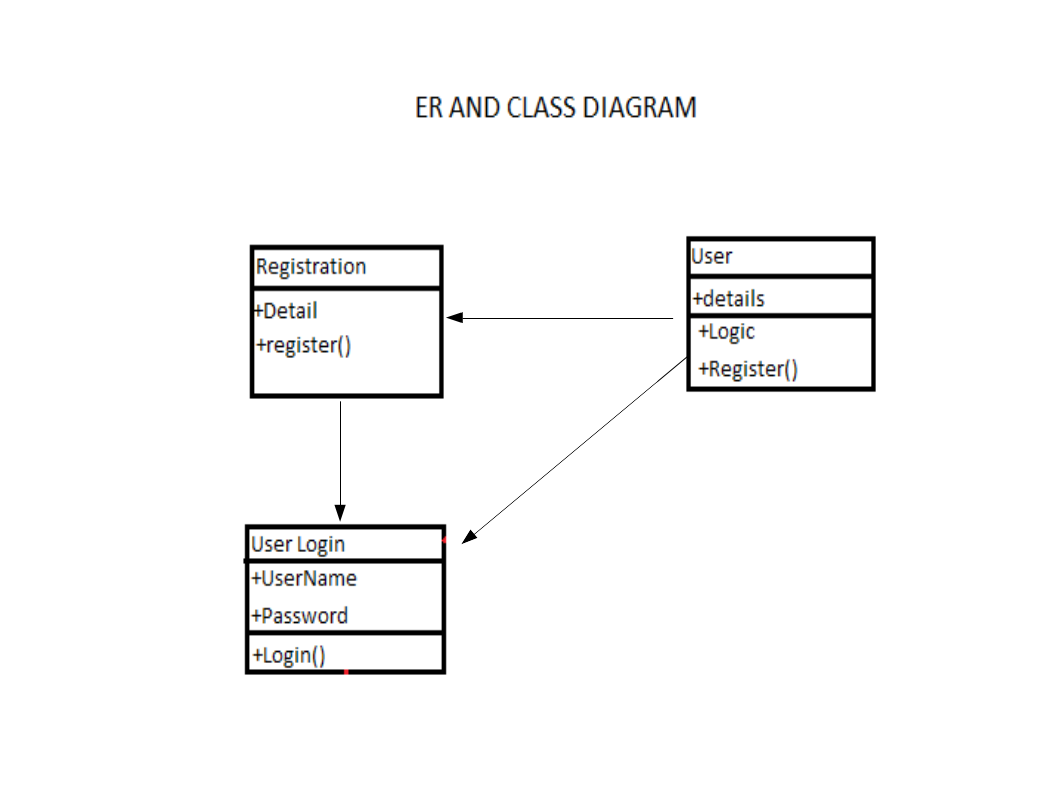 ER AND CLASS DIAGRAM
Registration
+Detail
+register()
User
+details
+Logic
+Register()
User Login
+UserName
+Password
+Login()